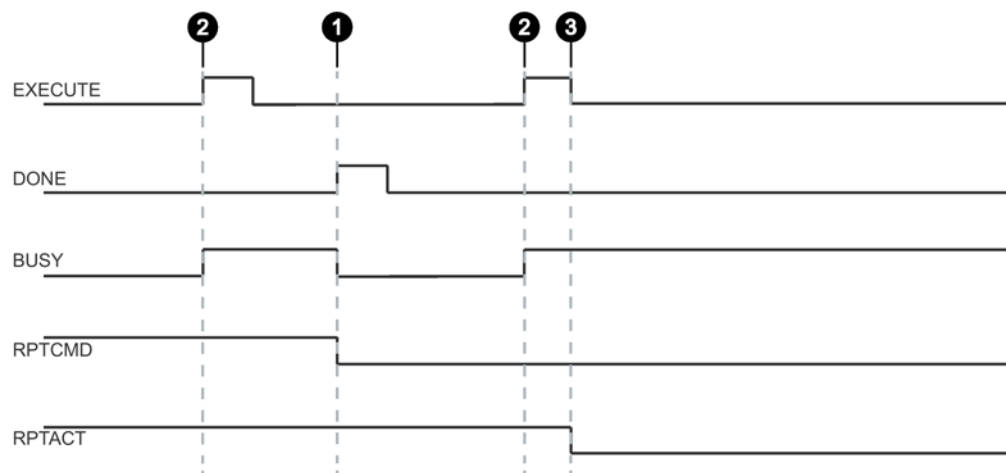 2 1 2 3
EXECUTE
DONE
BUSY
RPTCMD
RPTACT